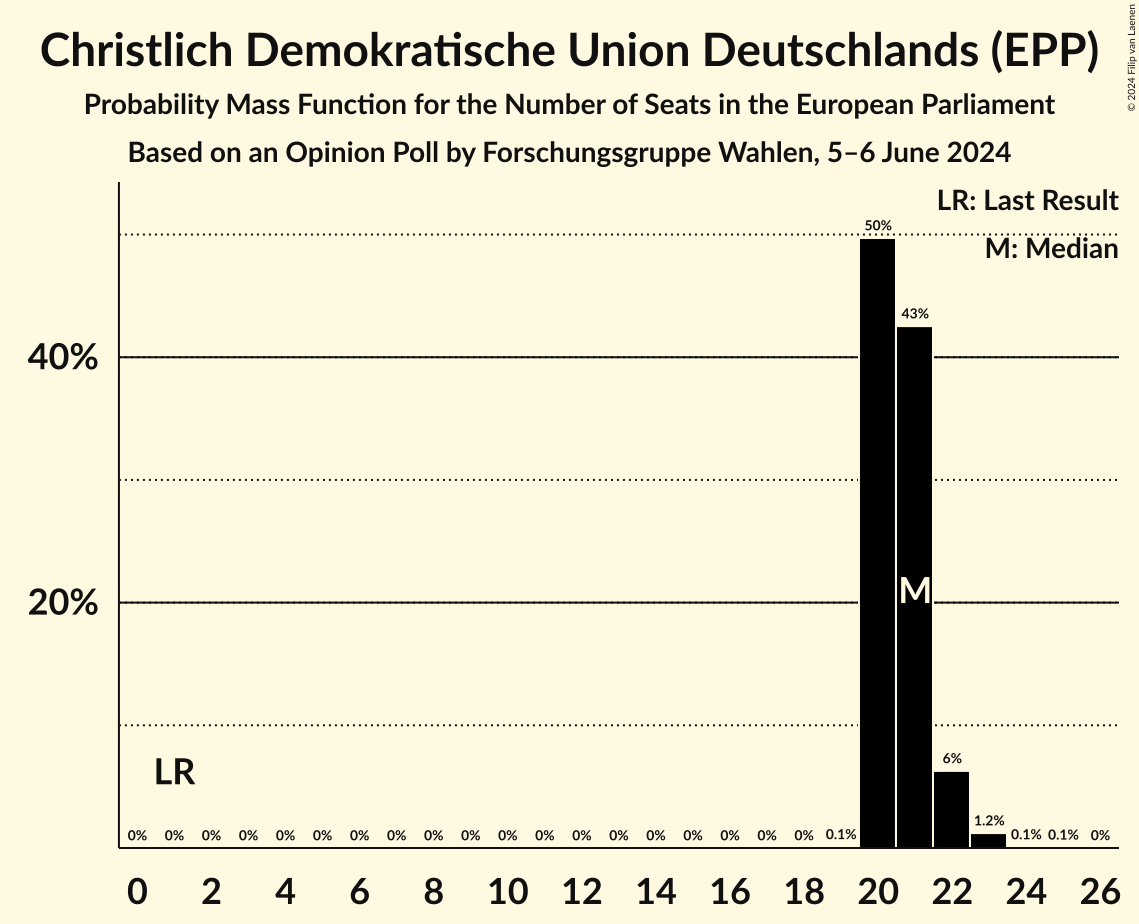 Christlich Demokratische Union Deutschlands (EPP)
Probability Mass Function for the Number of Seats in the European Parliament
Based on an Opinion Poll by Forschungsgruppe Wahlen, 5–6 June 2024
© 2024 Filip van Laenen
LR: Last Result
M: Median
50%
43%
40%
M
20%
LR
6%
1.2%
0% 0% 0% 0% 0% 0% 0% 0% 0% 0% 0% 0% 0% 0% 0% 0% 0% 0% 0% 0.1% 0.1% 0.1% 0%
0 2 4 6 8 10 12 14 16 18 20 22 24 26